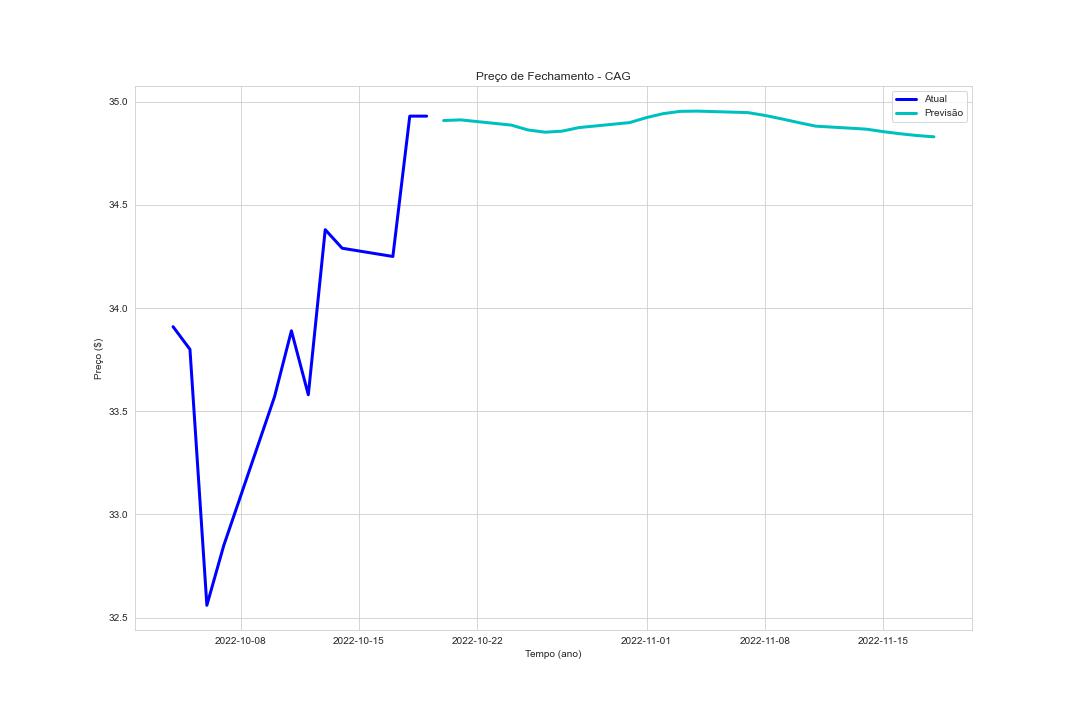 Preço de Fechamento - CAG
Atual
Previsão
35.0
34.5
34.0
33.5
33.0
32.5
Preço ($)
2022-10-08
2022-10-15
2022-10-22
2022-11-01
2022-11-08
2022-11-15
Tempo (ano)